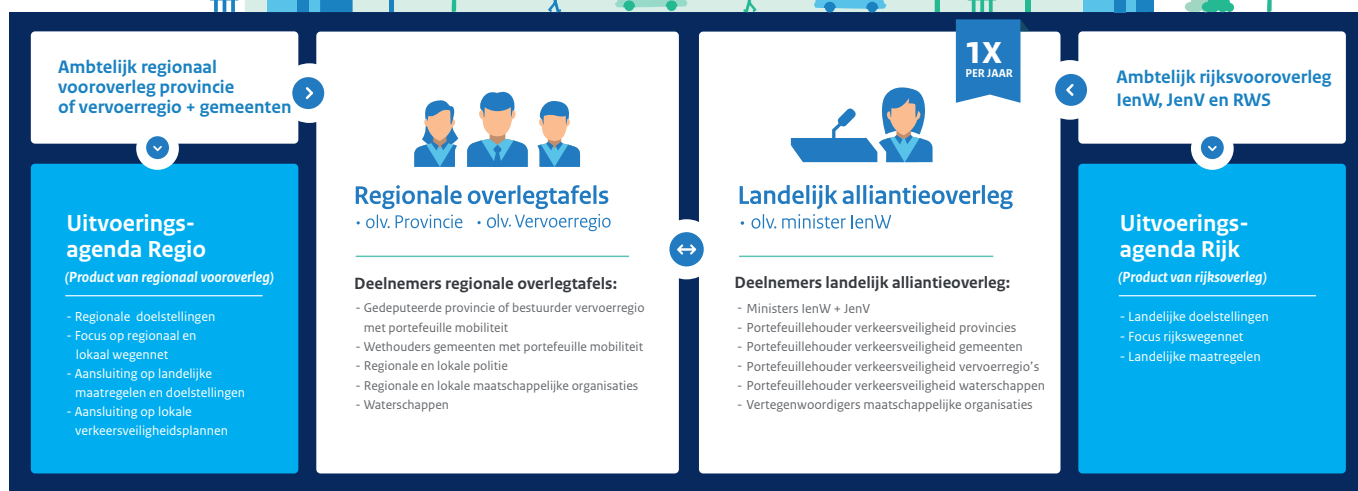 Ambtelijk regionaal
vooroverleg provincie
of vervoerregio + gemeenten
Uitvoerings-
agenda Regio
(Product van regionaal vooroverleg)
- Regionale doelstellingen
- Focus op regionaal en
lokaal wegennet
- Aansluiting op landelijke
maatregelen en doelstellingen
- Aansluiting op lokale
verkeersveiligheidsplannen
Regionale overlegtafels
• olv. Provincie • olv. Vervoerregio
Deelnemers regionale overlegtafels:
- Gedeputeerde provincie of bestuurder vervoerregio
met portefeuille mobiliteit
- Wethouders gemeenten met portefeuille mobiliteit
- Regionale en lokale politie
- Regionale en lokale maatschappelijke organisaties
- Waterschappen
1X
PER JAAR
Landelijk alliantieoverleg
• olv. minister IenW
Deelnemers landelijk alliantieoverleg:
- Ministers IenW + JenV
- Portefeuillehouder verkeersveiligheid provincies
- Portefeuillehouder verkeersveiligheid gemeenten
- Portefeuillehouder verkeersveiligheid vervoerregio's
- Portefeuillehouder verkeersveiligheid waterschappen
- Vertegenwoordigers maatschappelijke organisaties
Ambtelijk rijksvooroverleg
IenW, JenV en RWS
Uitvoerings-
agenda Rijk
(Product van rijksoverleg)
- Landelijke doelstellingen
- Focus rijkswegennet
- Landelijke maatregelen